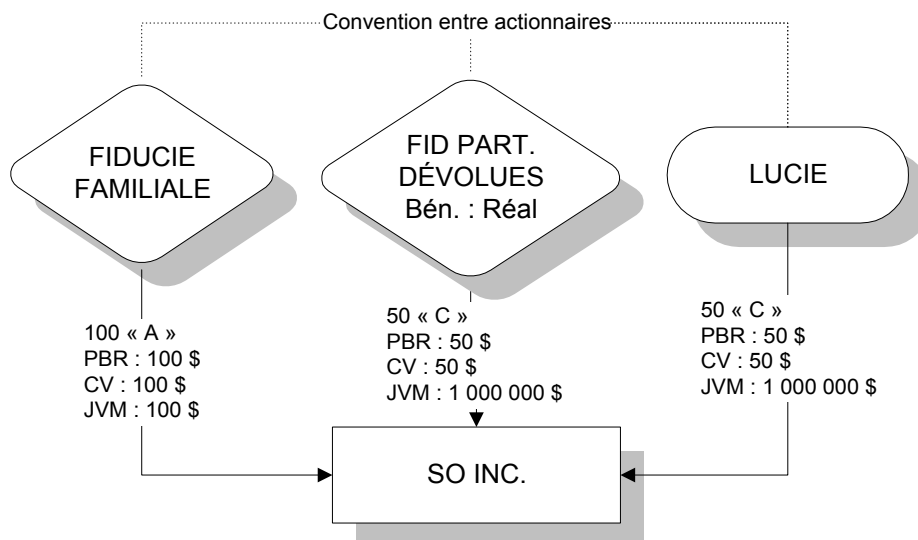 Convention entre actionnaires
FIDUCIE
FAMILIALE
FID PART.
DÉVOLUES
Bén. : Réal
LUCIE
100 « A »
PBR : 100 $
CV : 100 $
JVM : 100 $
50 « C »
PBR : 50 $
CV : 50 $
JVM : 1 000 000 $
50 « C »
PBR : 50 $
CV : 50 $
JVM : 1 000 000 $
SO INC.